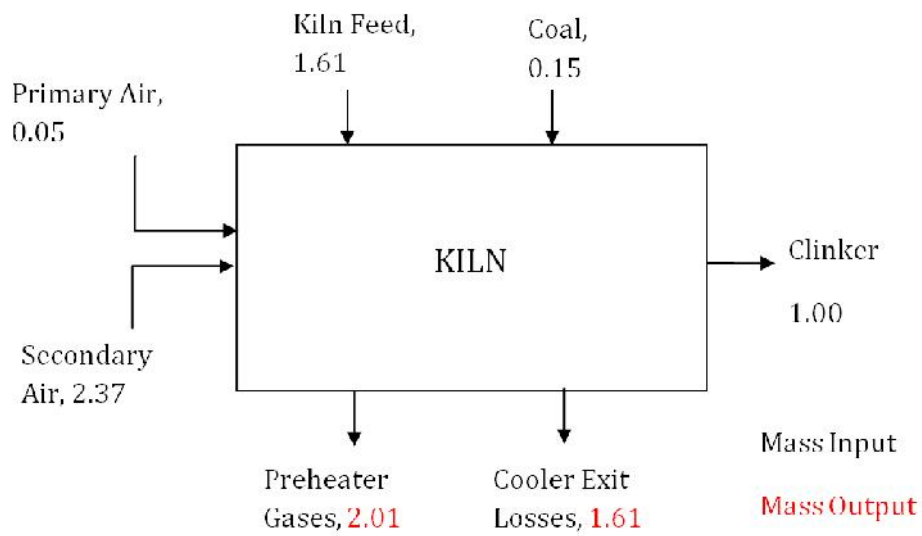 Kiln Feed,
1.61
Coal,
0.15
Primary Air,
0.05
KILN
Clinker
1.00
Secondary
Air, 2.37
Preheater
Gases, 2.01
Cooler Exit
Losses, 1.61
Mass Input
Mass Output